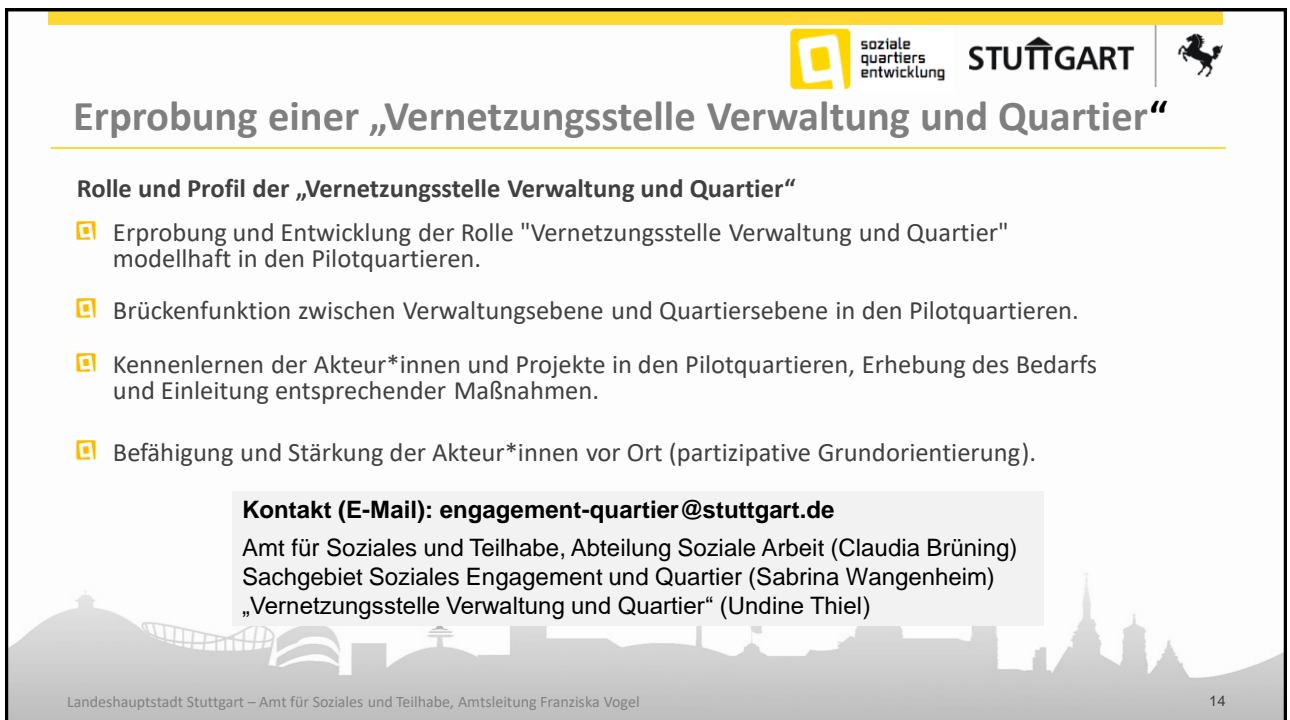 soziale
quartiers
entwicklung
STUTTGART
Erprobung einer „Vernetzungsstelle Verwaltung und Quartier“
Rolle und Profil der „Vernetzungsstelle Verwaltung und Quartier“
Erprobung und Entwicklung der Rolle "Vernetzungsstelle Verwaltung und Quartier"
modellhaft in den Pilotquartieren.
Brückenfunktion zwischen Verwaltungsebene und Quartiersebene in den Pilotquartieren.
Kennenlernen der Akteur*innen und Projekte in den Pilotquartieren, Erhebung des Bedarfs
und Einleitung entsprechender Maßnahmen.
Befähigung und Stärkung der Akteur*innen vor Ort (partizipative Grundorientierung).
Kontakt (E-Mail): engagement-quartier@stuttgart.de
Amt für Soziales und Teilhabe, Abteilung Soziale Arbeit (Claudia Brüning)
Sachgebiet Soziales Engagement und Quartier (Sabrina Wangenheim)
„Vernetzungsstelle Verwaltung und Quartier“ (Undine Thiel)
Landeshauptstadt Stuttgart – Amt für Soziales und Teilhabe, Amtsleitung Franziska Vogel
14